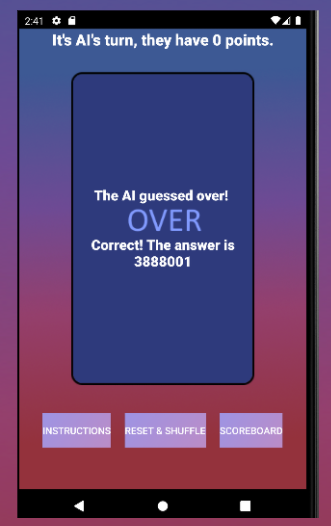 2:41
It's AI's turn, they have 0 points.
The AI guessed over!
OVER
Correct! The answer is
3888001
INSTRUCTIONS
RESET & SHUFFLE
SCOREBOARD